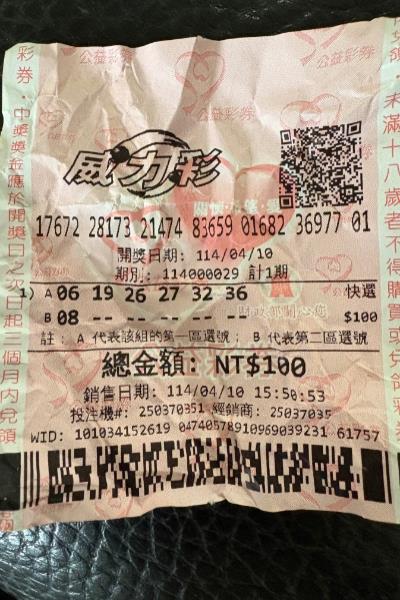 公益彩券
公益彩券
威力彩
17672 28173 21474 83659 01682 36977 01
開獎日期: 114/04/10
期別: 114000029 計1期
1) A 06 19 26 27 32 36 快選
B 08 -- -- -- -- -- $100
註: A 代表該組的第一區選號; B 代表第二區選號
總金額: NT$100
銷售日期: 114/04/10 15:50:53
投注機#: 250370351 經銷商: 25037035
WID: 101034152619 04740578910969039231 61757
彩券·中獎獎金應於開獎日之次日起三個月內兌領
未滿十八歲者不得購買或兌領彩券